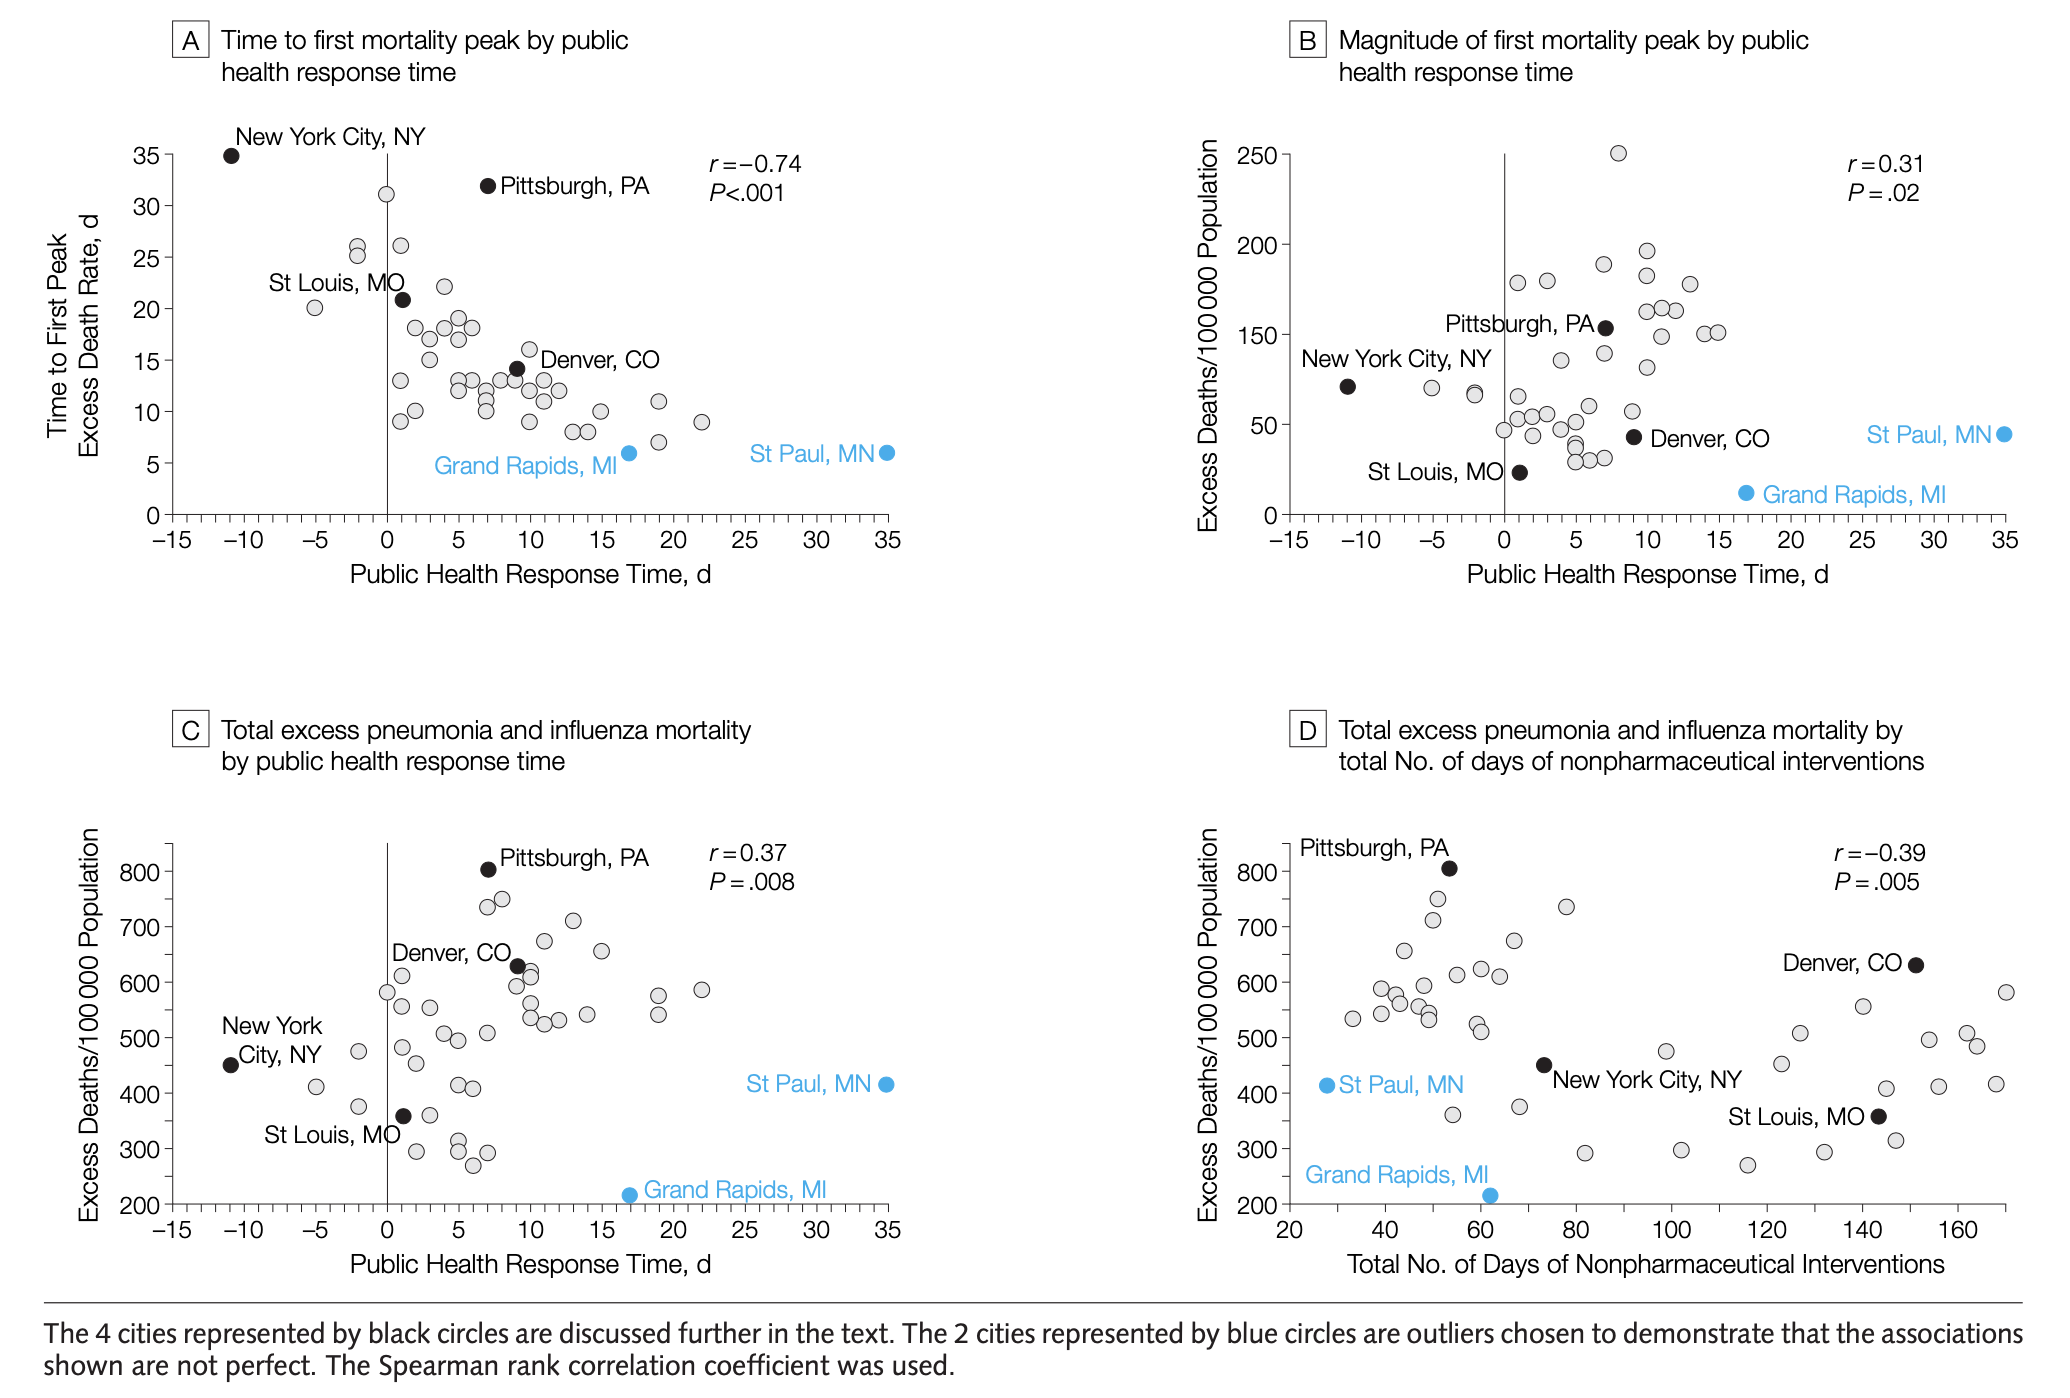 A Time to first mortality peak by public
health response time
Time to First Peak
Excess Death Rate, d
35
30
25
20
15
10
5
0
New York City, NY
Pittsburgh, PA
r=−0.74
P<.001
St Louis, MO
Denver, CO
Grand Rapids, MI
St Paul, MN
−15 −10 −5 0 5 10 15 20 25 30 35
Public Health Response Time, d
B Magnitude of first mortality peak by public
health response time
Excess Deaths/100 000 Population
250
200
150
50
0
r=0.31
P=.02
Pittsburgh, PA
New York City, NY
Denver, CO
St Paul, MN
St Louis, MO
Grand Rapids, MI
−15 −10 −5 0 5 10 15 20 25 30 35
Public Health Response Time, d
C Total excess pneumonia and influenza mortality
by public health response time
Excess Deaths/100 000 Population
800
700
600
500
400
300
200
Pittsburgh, PA
r=0.37
P=.008
Denver, CO
New York
City, NY
St Paul, MN
St Louis, MO
Grand Rapids, MI
−15 −10 −5 0 5 10 15 20 25 30 35
Public Health Response Time, d
D Total excess pneumonia and influenza mortality by
total No. of days of nonpharmaceutical interventions
Excess Deaths/100 000 Population
800
700
600
500
400
300
200
Pittsburgh, PA
r=−0.39
P=.005
Denver, CO
St Paul, MN
New York City, NY
St Louis, MO
Grand Rapids, MI
20 40 60 80 100 120 140 160
Total No. of Days of Nonpharmaceutical Interventions
The 4 cities represented by black circles are discussed further in the text. The 2 cities represented by blue circles are outliers chosen to demonstrate that the associations
shown are not perfect. The Spearman rank correlation coefficient was used.